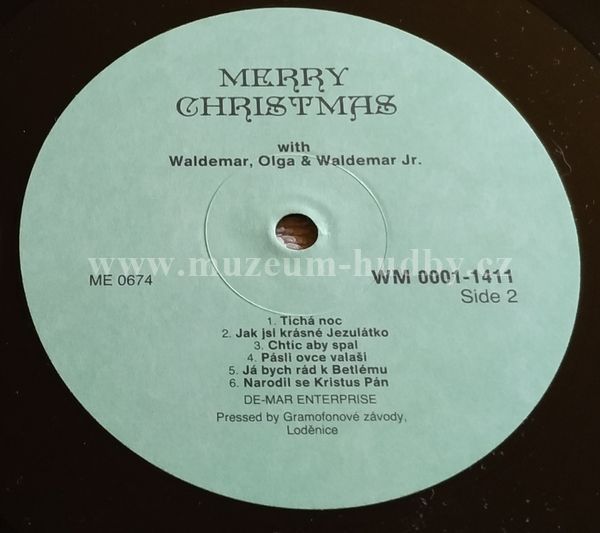 MERRY
CHRISTMAS
with
Waldemar, Olga & Waldemar Jr.
www.muzeum-hudby.cz
ME 0674
WM 0001-1411
Side 2
1. Tichá noc
2. Jak jsi krásné Jezulátko
3. Chtíc aby spal
4. Pásli ovce valaši
5. Já bych rád k Betlému
6. Narodil se Kristus Pán
DE-MAR ENTERPRISE
Pressed by Gramofonové závody,
Loděnice